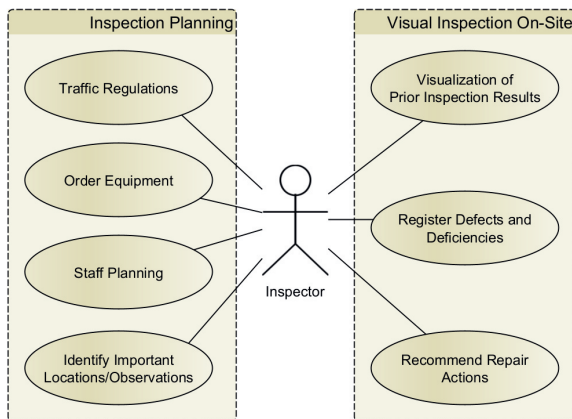 Inspection Planning
Traffic Regulations
Order Equipment
Staff Planning
Identify Important
Locations/Observations
Inspector
Visual Inspection On-Site
Visualization of
Prior Inspection Results
Register Defects and
Deficiencies
Recommend Repair
Actions